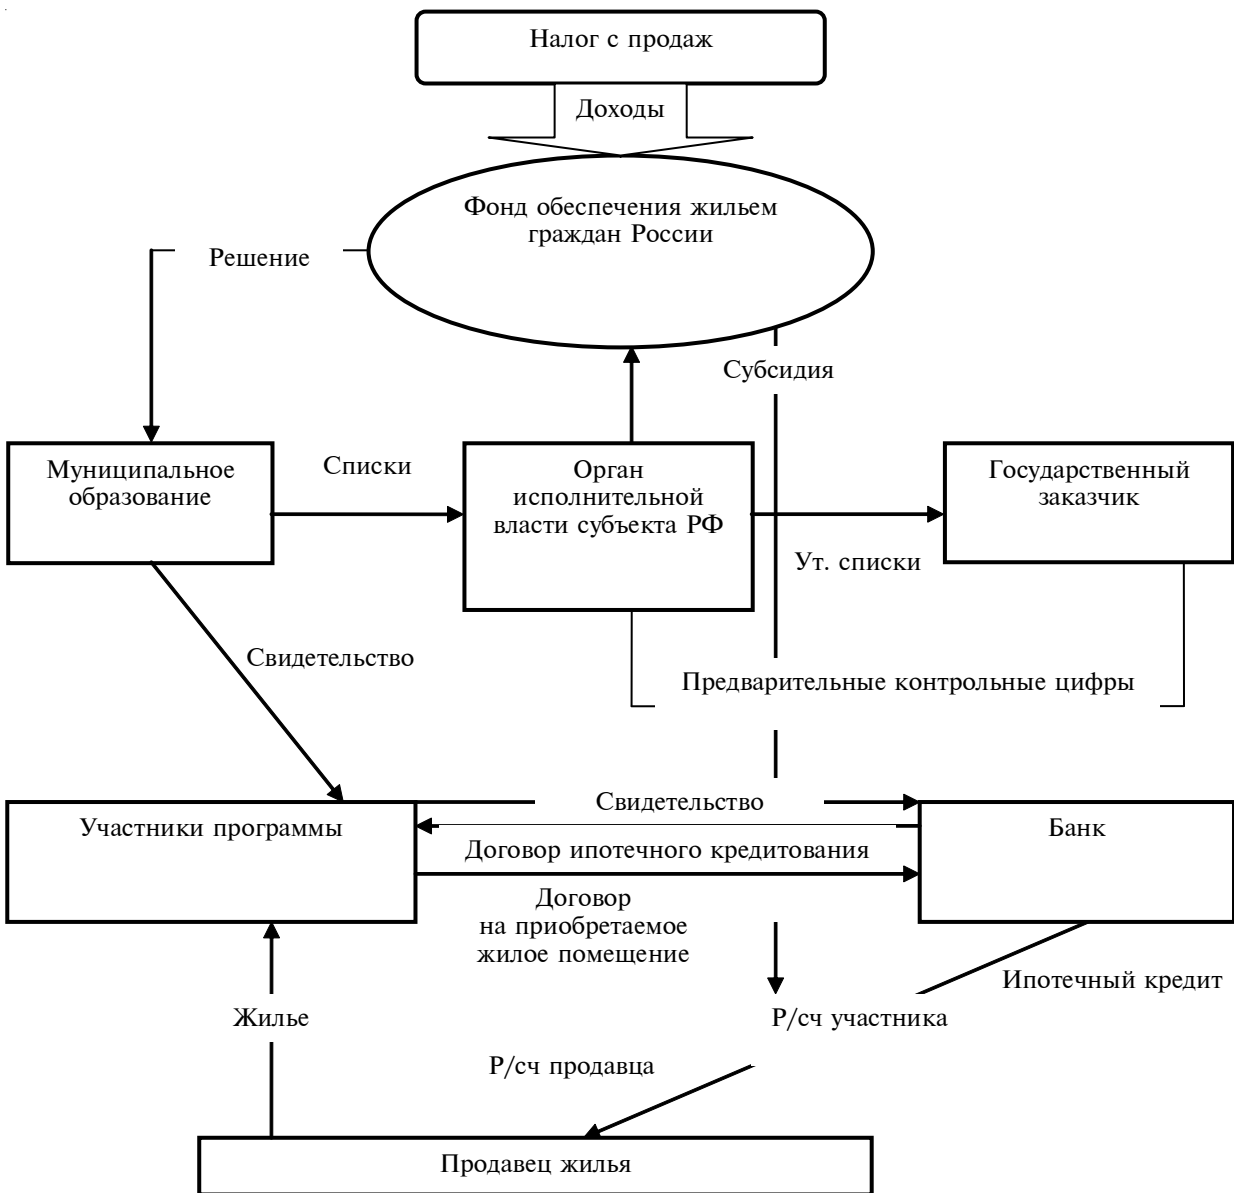 Налог с продаж
Доходы
Фонд обеспечения жильем
граждан России
Решение
Субсидия
Муниципальное
образование
Списки
Орган
исполнительной
власти субъекта РФ
Государственный
заказчик
Ут. списки
Свидетельство
Предварительные контрольные цифры
Участники программы
Свидетельство
Банк
Договор ипотечного кредитования
Договор
на приобретаемое
жилое помещение
Ипотечный кредит
Жилье
Р/сч участника
Р/сч продавца
Продавец жилья